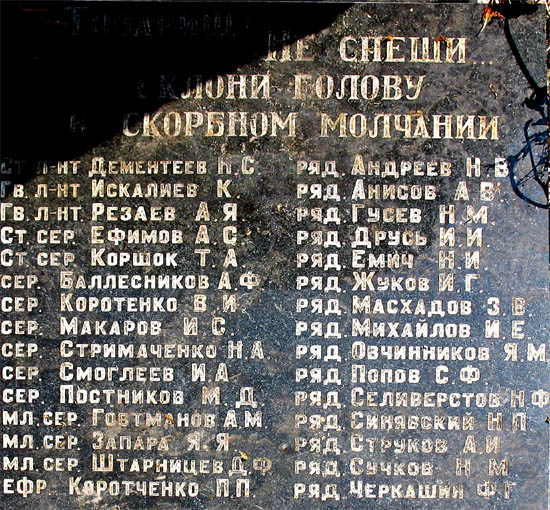 ТОВАРИЩ
НЕ СПЕШИ...
СКЛОНИ ГОЛОВУ
В СКОРБНОМ МОЛЧАНИИ
Ст. л-нт Дементеев Н.С
Гв. л-нт Искалиев К.
Гв. л-нт Резаев А.Я
Ст. сер. Ефимов А.С
Ст. сер. Коршок Т.А
сер. Баллесников А.Ф
сер. Коротенко В.И.
сер. Макаров И.С.
сер. Стримаченко Н.А
сер. Смоглеев И.А
сер. Постников М.Д
мл. сер. Говтманов А.М
мл. сер. Запара Я.Я
мл. сер. Штарницев Д.Ф
ефр. Коротченко П.П.
ряд. Андреев Н.В
ряд. Анисов А.В.
ряд. Гусев Н.М
ряд. Друсь И.И
ряд. Емич Н.И
ряд. Жуков И.Г
ряд. Масхадов З.В
ряд. Михайлов И.Е.
ряд. Овчинников Я.М
ряд. Попов С.Ф
ряд. Селиверстов Н.Ф
ряд. Синявский Н.П
ряд. Струков А.И
ряд. Сучков Н.М
ряд. Черкашин Ф.Г